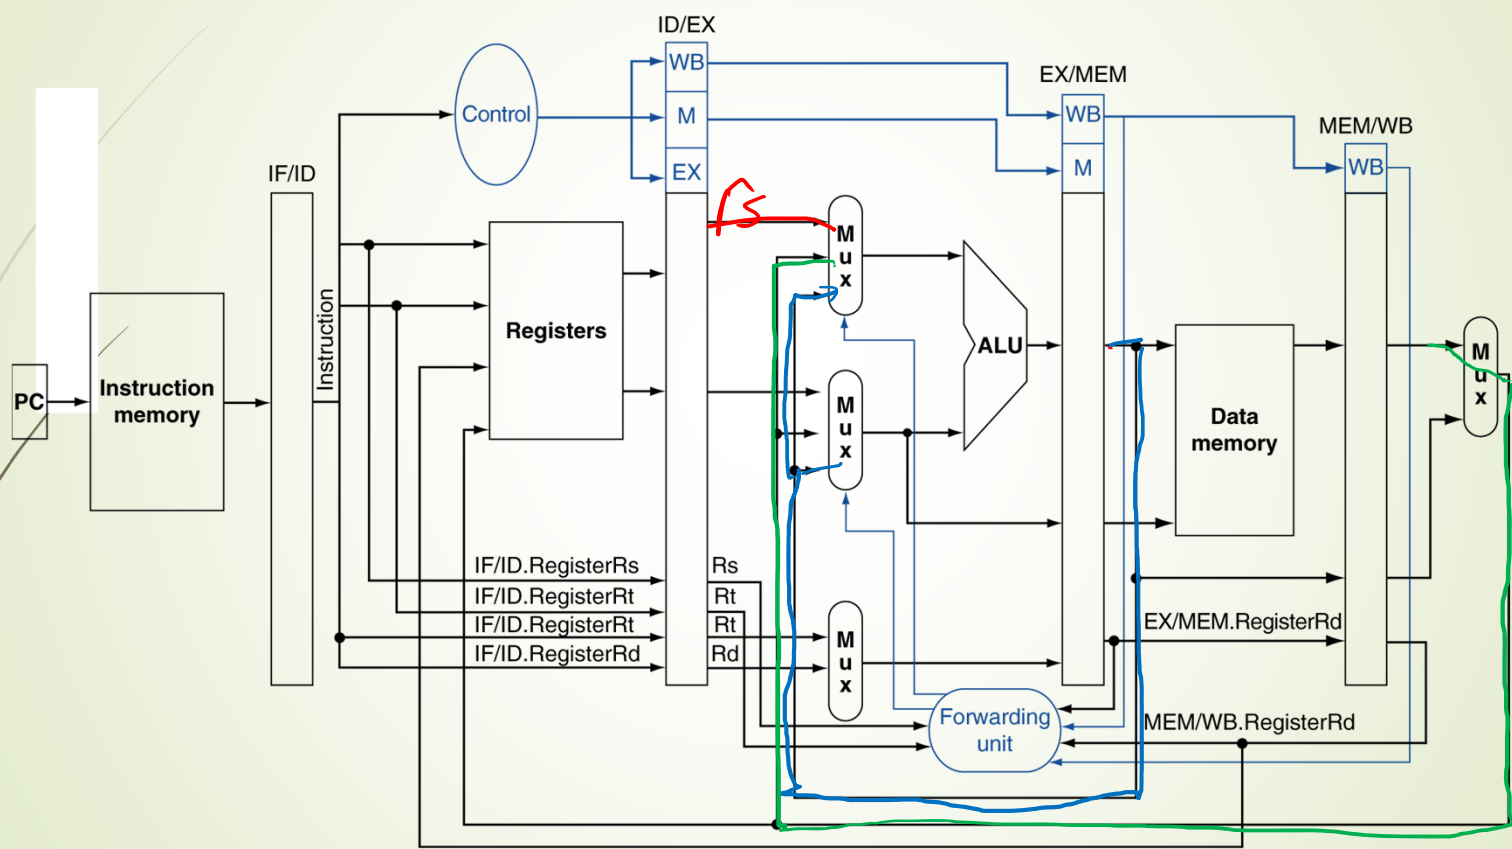 ID/EX
WB
EX/MEM
Control
M
WB
MEM/WB
IF/ID
EX
M
WB
rs
M
u
x
Instruction
Registers
ALU
PC
Instruction
memory
M
u
x
Data
memory
M
u
x
IF/ID.RegisterRs
Rs
IF/ID.RegisterRt
Rt
IF/ID.RegisterRt
Rt
IF/ID.RegisterRd
Rd
M
u
x
EX/MEM.RegisterRd
Forwarding
unit
MEM/WB.RegisterRd